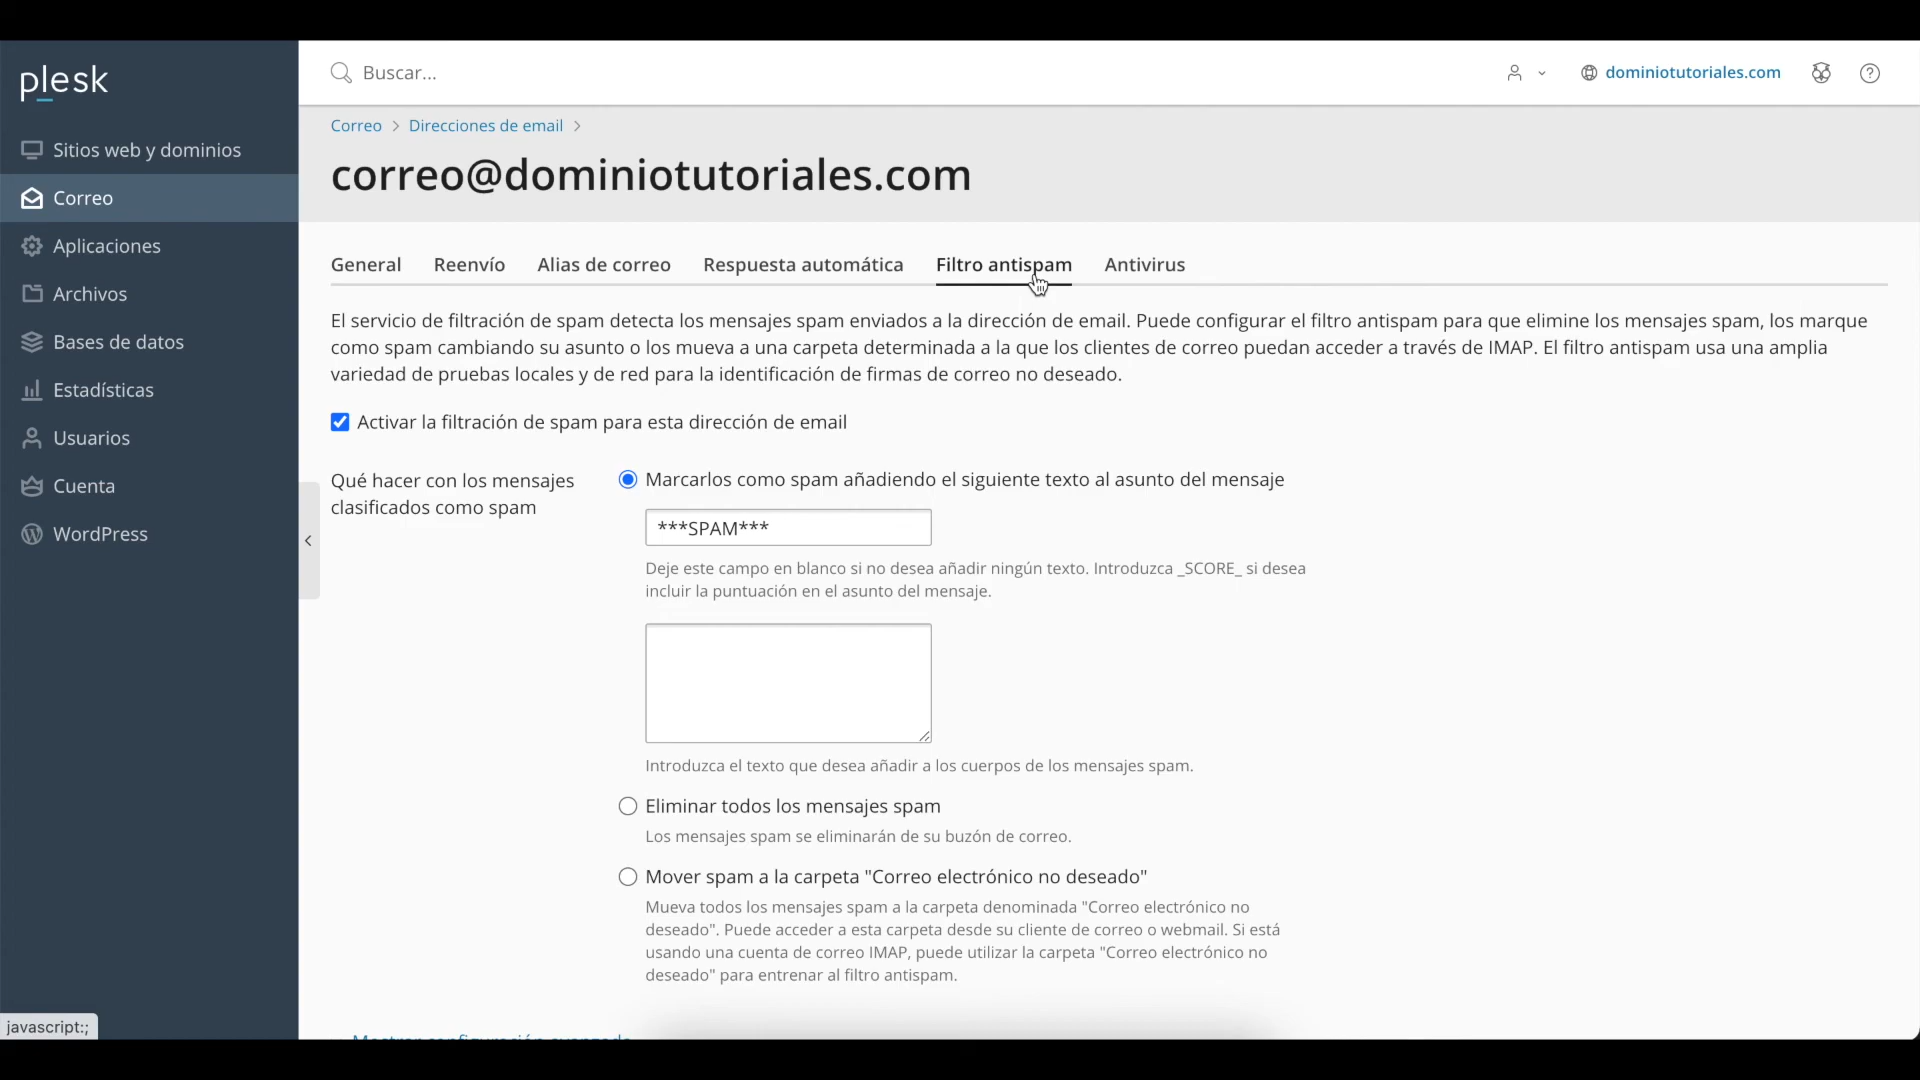 plesk
Buscar...
dominiotutoriales.com
Sitios web y dominios
Correo
Aplicaciones
Archivos
Bases de datos
Estadísticas
Usuarios
Cuenta
WordPress
Correo > Direcciones de email >
correo@dominiotutoriales.com
General Reenvío Alias de correo Respuesta automática Filtro antispam Antivirus
El servicio de filtración de spam detecta los mensajes spam enviados a la dirección de email. Puede configurar el filtro antispam para que elimine los mensajes spam, los marque
como spam cambiando su asunto o los mueva a una carpeta determinada a la que los clientes de correo puedan acceder a través de IMAP. El filtro antispam usa una amplia
variedad de pruebas locales y de red para la identificación de firmas de correo no deseado.
Activar la filtración de spam para esta dirección de email
Qué hacer con los mensajes
clasificados como spam
Marcarlos como spam añadiendo el siguiente texto al asunto del mensaje
***SPAM***
Deje este campo en blanco si no desea añadir ningún texto. Introduzca _SCORE_ si desea
incluir la puntuación en el asunto del mensaje.
Introduzca el texto que desea añadir a los cuerpos de los mensajes spam.
Eliminar todos los mensajes spam
Los mensajes spam se eliminarán de su buzón de correo.
Mover spam a la carpeta "Correo electrónico no deseado"
Mueva todos los mensajes spam a la carpeta denominada "Correo electrónico no
deseado". Puede acceder a esta carpeta desde su cliente de correo o webmail. Si está
usando una cuenta de correo IMAP, puede utilizar la carpeta "Correo electrónico no
deseado" para entrenar al filtro antispam.
Mostrar configuración avanzada
javascript:;